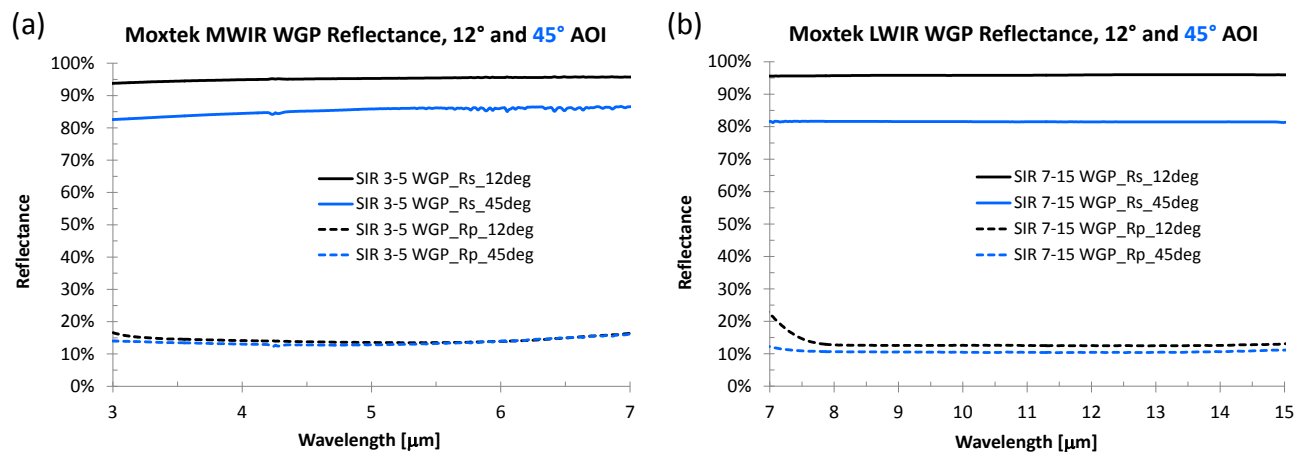 (a)
Moxtek MWIR WGP Reflectance, 12° and 45° AOI
100%
90%
80%
70%
60%
50%
40%
30%
20%
10%
0%
Reflectance
SIR 3-5 WGP_Rs_12deg
SIR 3-5 WGP_Rs_45deg
SIR 3-5 WGP_Rp_12deg
SIR 3-5 WGP_Rp_45deg
3 4 5 6 7
Wavelength [μm]
(b)
Moxtek LWIR WGP Reflectance, 12° and 45° AOI
100%
90%
80%
70%
60%
50%
40%
30%
20%
10%
0%
Reflectance
SIR 7-15 WGP_Rs_12deg
SIR 7-15 WGP_Rs_45deg
SIR 7-15 WGP_Rp_12deg
SIR 7-15 WGP_Rp_45deg
7 8 9 10 11 12 13 14 15
Wavelength [μm]